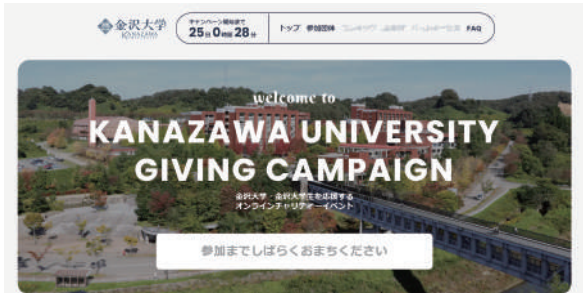 金沢大学
KANAZAWA
キャンペーン開始まで
25日0時間28分
トップ 参加団体 FAQ
welcome to
KANAZAWA UNIVERSITY
GIVING CAMPAIGN
金沢大学・金沢大学生を応援する
オンラインチャリティーイベント
参加までしばらくおまちください